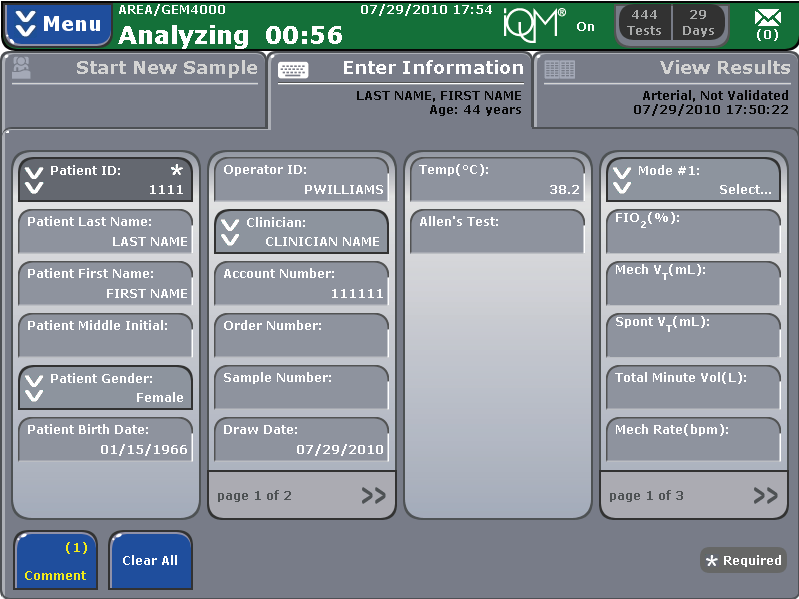 Menu
AREA/GEM4000
Analyzing 00:56
07/29/2010 17:54
iQM® On
444 Tests
29 Days
(0)
Start New Sample
Enter Information
LAST NAME, FIRST NAME
Age: 44 years
View Results
Arterial, Not Validated
07/29/2010 17:50:22
Patient ID: *
1111
Patient Last Name:
LAST NAME
Patient First Name:
FIRST NAME
Patient Middle Initial:
Patient Gender:
Female
Patient Birth Date:
01/15/1966
Operator ID:
PWILLIAMS
Clinician:
CLINICIAN NAME
Account Number:
111111
Order Number:
Sample Number:
Draw Date:
07/29/2010
page 1 of 2 >>
Temp(°C):
38.2
Allen's Test:
Mode #1:
Select...
FIO2(%):
Mech VT(mL):
Spont VT(mL):
Total Minute Vol(L):
Mech Rate(bpm):
page 1 of 3 >>
(1)
Comment
Clear All
* Required